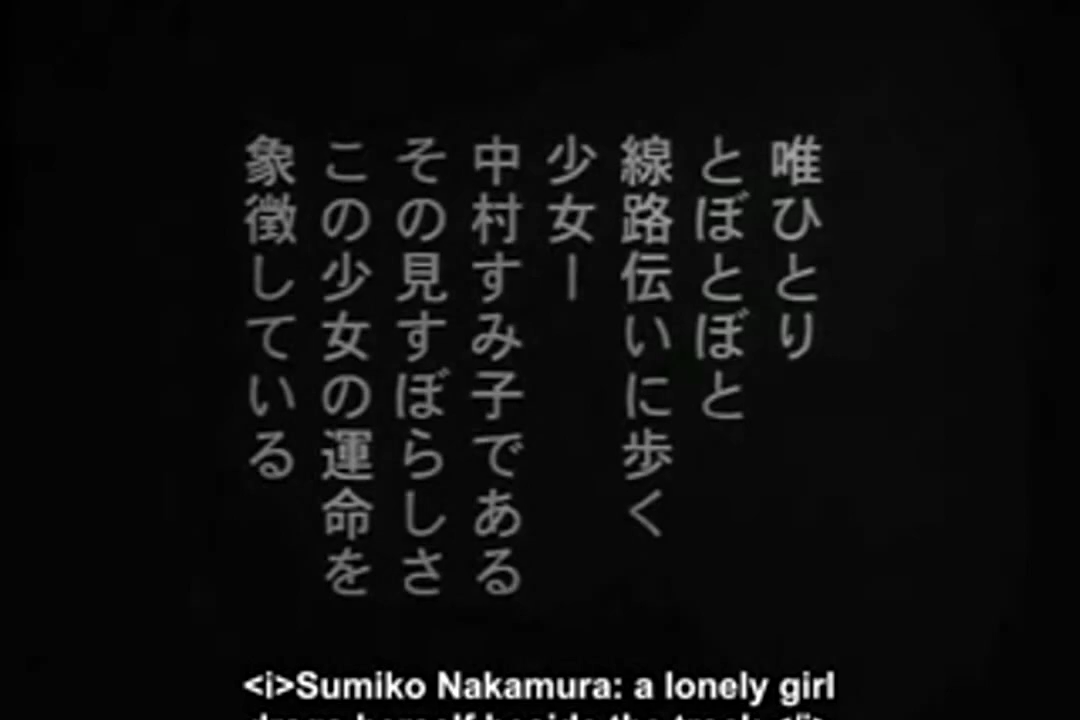 唯ひとり
とぼとぼと
線路伝いに歩く
少女ー
中村すみ子である
その見すぼらしさ
この少女の運命を
象徴している
<i>Sumiko Nakamura: a lonely girl